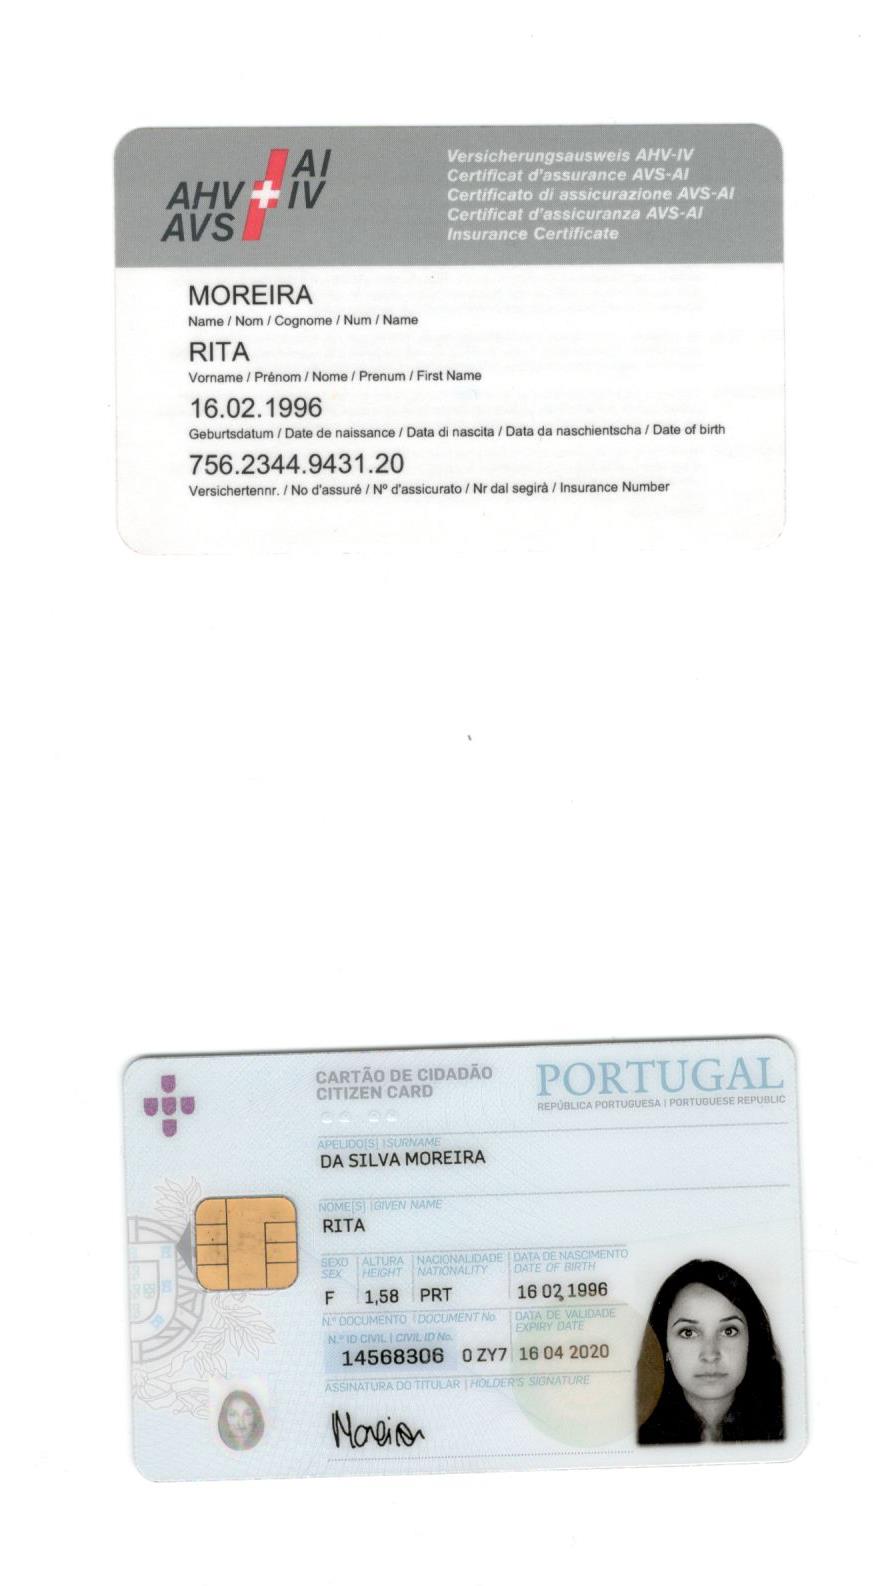 AHV AI
AVS IV
Versicherungsausweis AHV-IV
Certificat d'assurance AVS-AI
Certificato di assicurazione AVS-AI
Certificat d'assicuranza AVS-AI
Insurance Certificate
MOREIRA
Name / Nom / Cognome / Num / Name
RITA
Vorname / Prénom / Nome / Prenum / First Name
16.02.1996
Geburtsdatum / Date de naissance / Data di nascita / Data da naschientscha / Date of birth
756.2344.9431.20
Versichertennr. / No d'assuré / Nº d'assicurato / Nr dal segirà / Insurance Number
CARTÃO DE CIDADÃO
CITIZEN CARD
PORTUGAL
REPÚBLICA PORTUGUESA | PORTUGUESE REPUBLIC
APELIDO[S] | SURNAME
DA SILVA MOREIRA
NOME[S] | GIVEN NAME
RITA
SEXO ALTURA NACIONALIDADE DATA DE NASCIMENTO
SEX HEIGHT NATIONALITY DATE OF BIRTH
F 1,58 PRT 16 02 1996
N.º DOCUMENTO | DOCUMENT No. DATA DE VALIDADE
N.º ID CIVIL | CIVIL ID No. EXPIRY DATE
14568306 0 ZY7 16 04 2020
ASSINATURA DO TITULAR | HOLDER'S SIGNATURE
Moreira